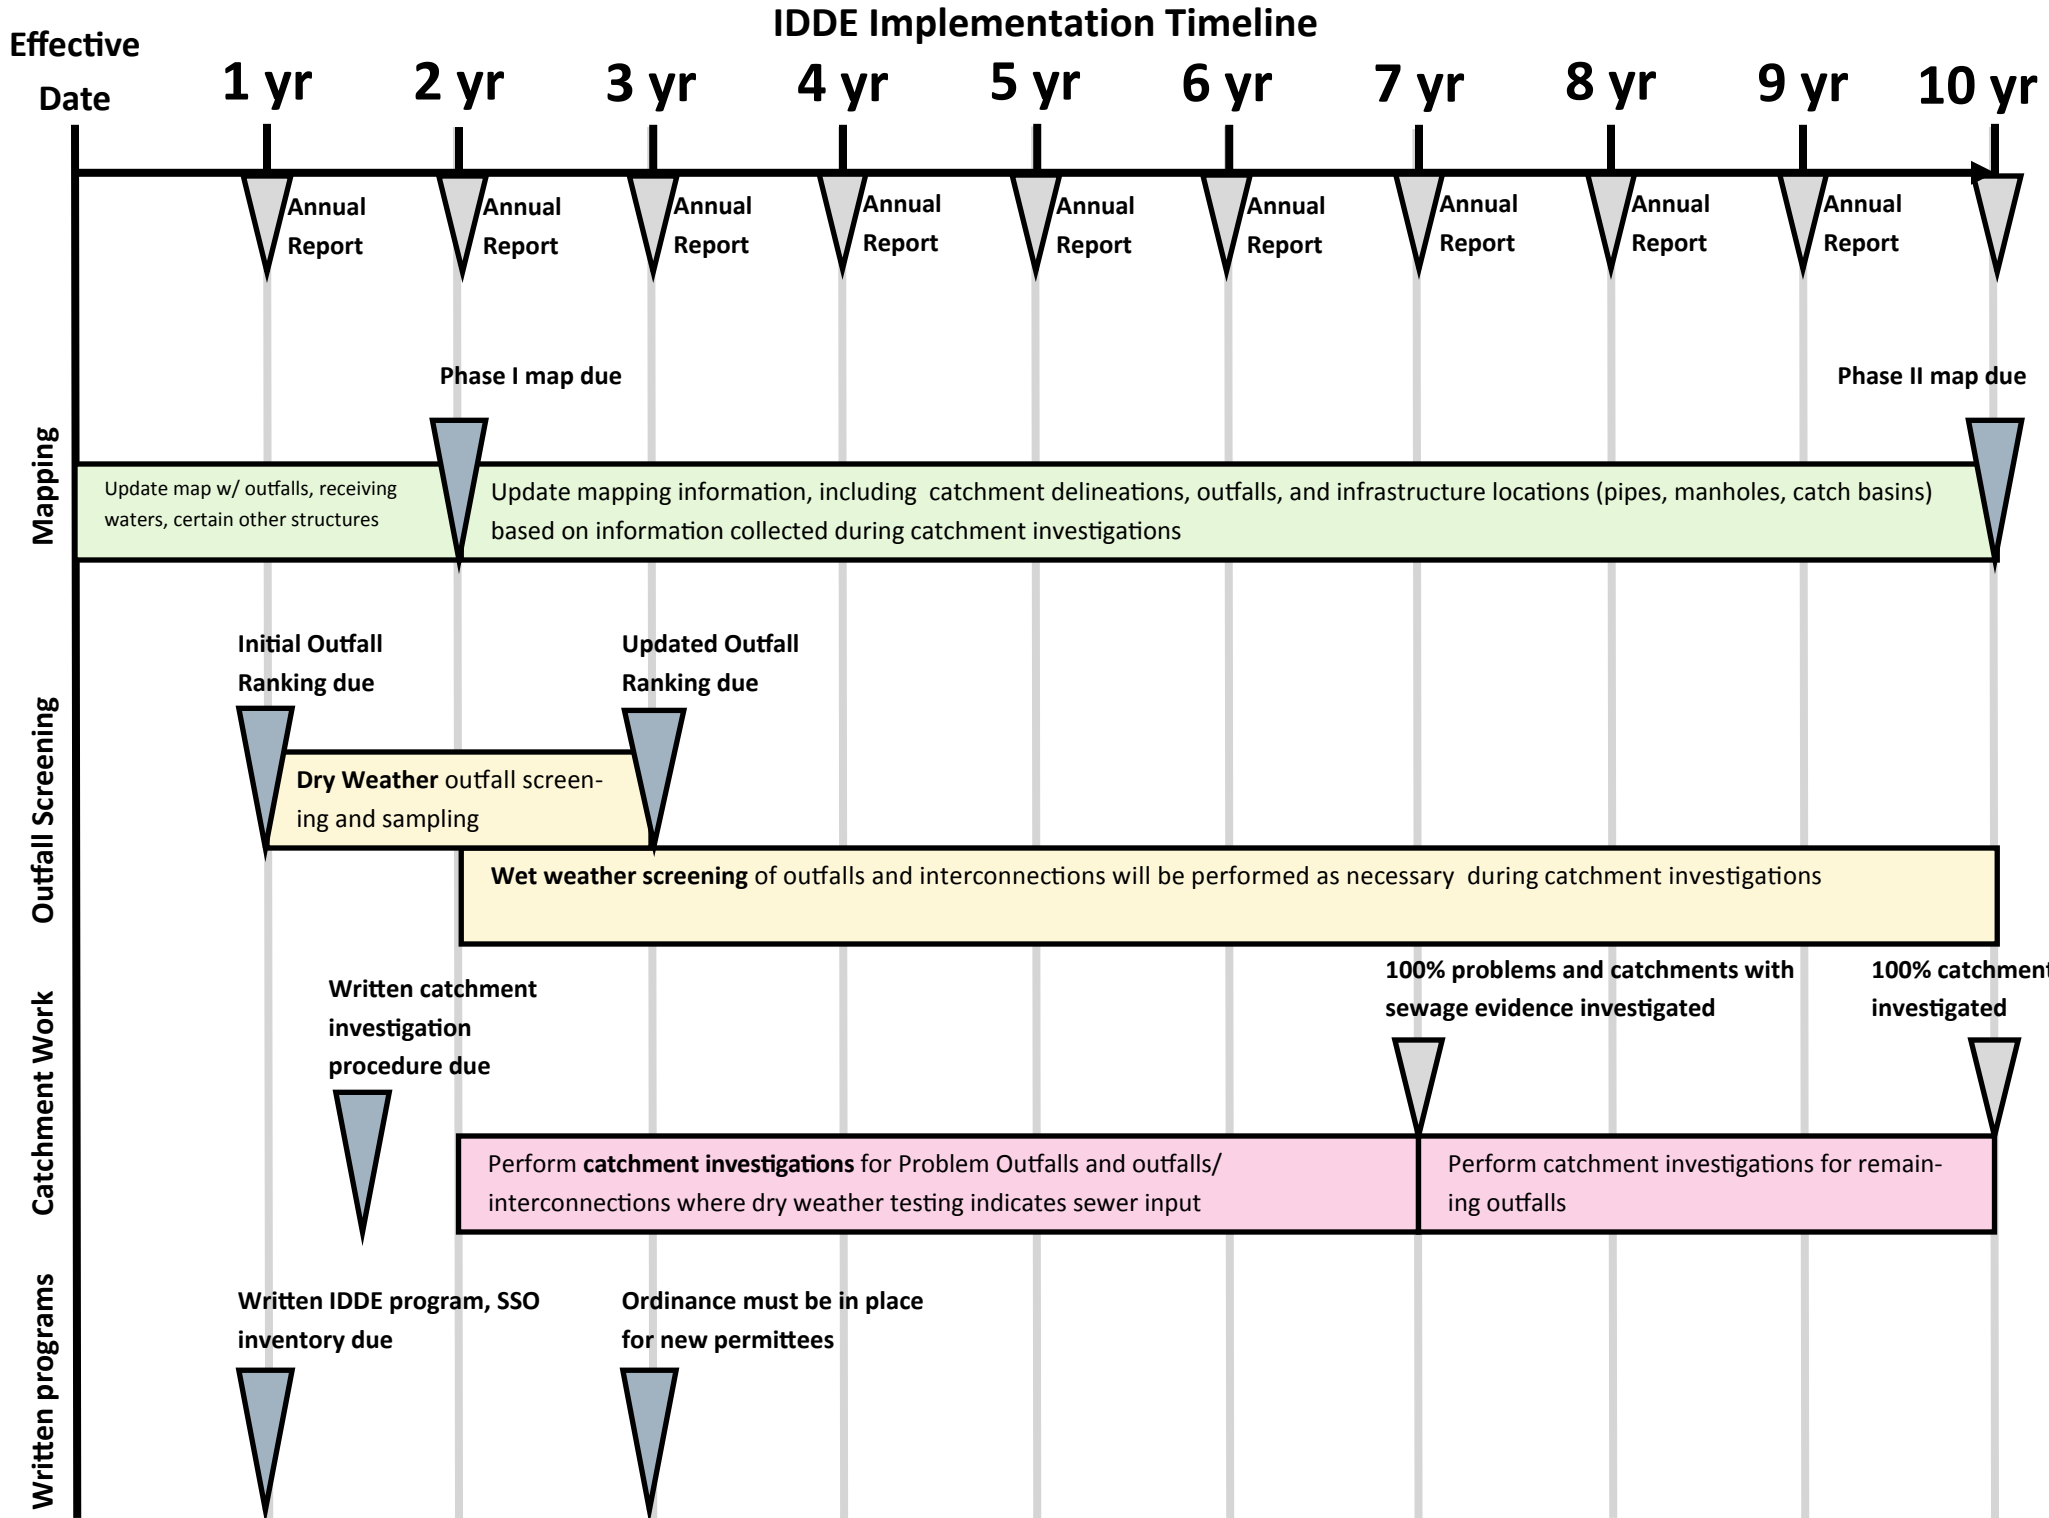 IDDE Implementation Timeline
Effective
Date
1 yr
2 yr
3 yr
4 yr
5 yr
6 yr
7 yr
8 yr
9 yr
10 yr
Annual
Report
Annual
Report
Annual
Report
Annual
Report
Annual
Report
Annual
Report
Annual
Report
Annual
Report
Annual
Report
Mapping
Phase I map due
Phase II map due
Update map w/ outfalls, receiving
waters, certain other structures
Update mapping information, including catchment delineations, outfalls, and infrastructure locations (pipes, manholes, catch basins)
based on information collected during catchment investigations
Outfall Screening
Initial Outfall
Ranking due
Updated Outfall
Ranking due
Dry Weather outfall screen-
ing and sampling
Wet weather screening of outfalls and interconnections will be performed as necessary during catchment investigations
Catchment Work
Written catchment
investigation
procedure due
100% problems and catchments with
sewage evidence investigated
100% catchment
investigated
Perform catchment investigations for Problem Outfalls and outfalls/
interconnections where dry weather testing indicates sewer input
Perform catchment investigations for remain-
ing outfalls
Written programs
Written IDDE program, SSO
inventory due
Ordinance must be in place
for new permittees